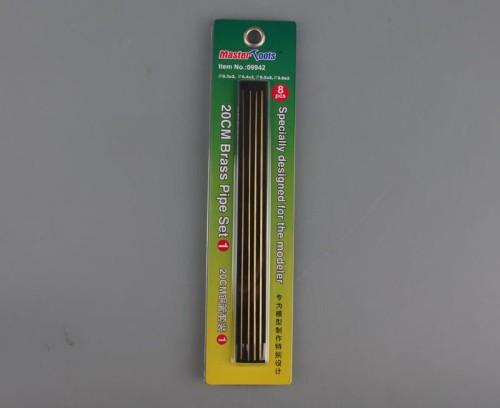 Master Tools
Item No.:09942
8
pcs
20CM Brass Pipe Set 1
Specially designed for the modeler
20CM铜管套装 1
专为模型制作特别设计